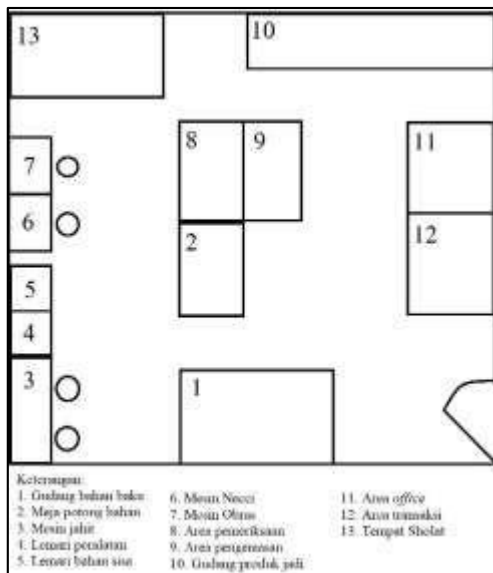 13
10
8
9
11
7
6
2
12
5
4
3
1
Keterangan:
1. Gudang bahan baku
2. Meja potong bahan
3. Mesin jahit
4. Lemari peralatan
5. Lemari bahan sisa
6. Mesin Necci
7. Mesin Obras
8. Area pemeriksaan
9. Area pengemasan
10. Gudang produk jadi
11. Area office
12. Area transaksi
13. Tempat Sholat